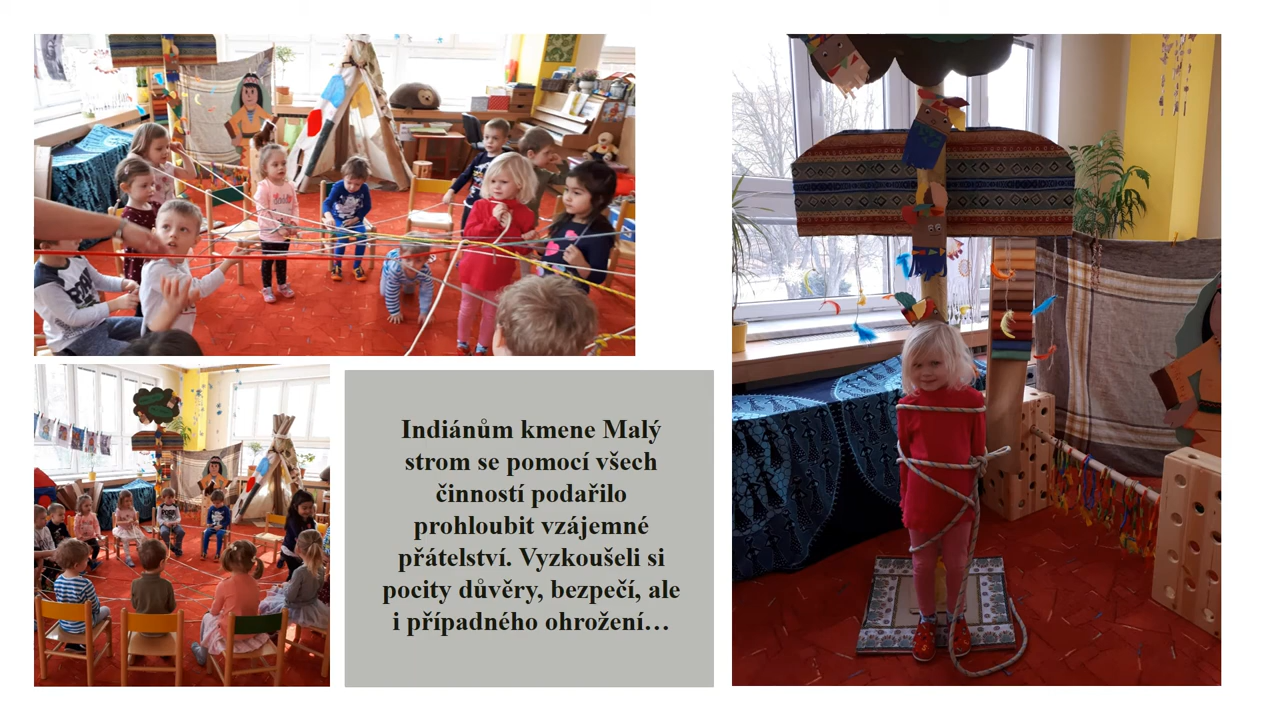 Indiánům kmene Malý
strom se pomocí všech
činností podařilo
prohloubit vzájemné
přátelství. Vyzkoušeli si
pocity důvěry, bezpečí, ale
i případného ohrožení…